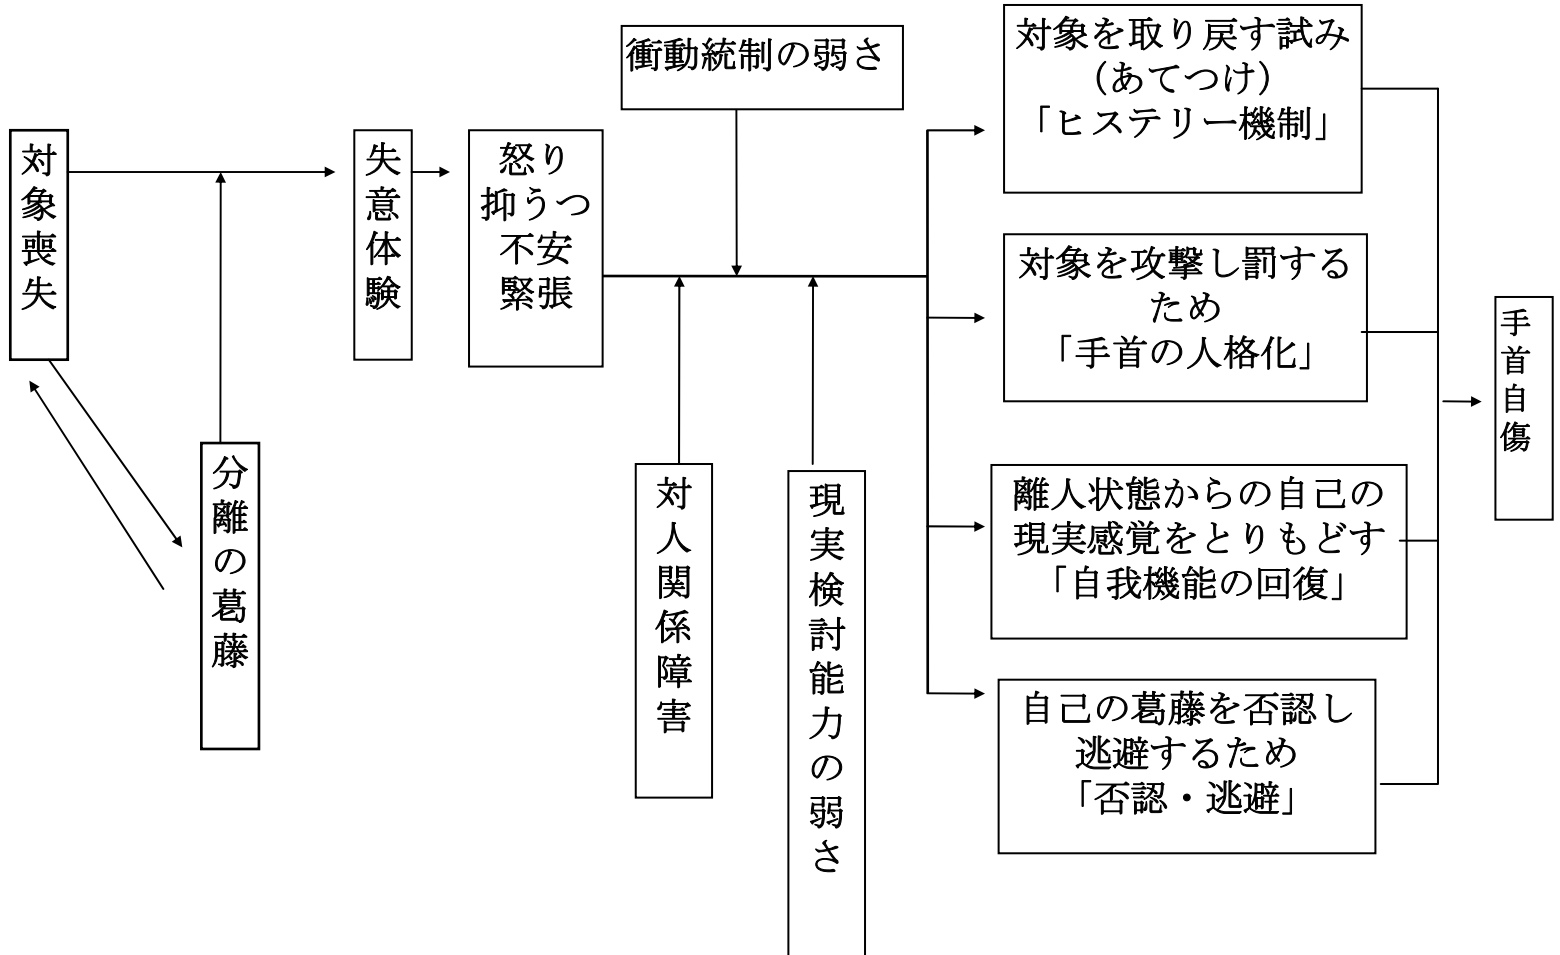 対象喪失
分離の葛藤
失意体験
怒り
抑うつ
不安
緊張
衝動統制の弱さ
対人関係障害
現実検討能力の弱さ
対象を取り戻す試み
（あてつけ）
「ヒステリー機制」
対象を攻撃し罰する
ため
「手首の人格化」
離人状態からの自己の
現実感覚をとりもどす
「自我機能の回復」
自己の葛藤を否認し
逃避するため
「否認・逃避」
手首自傷